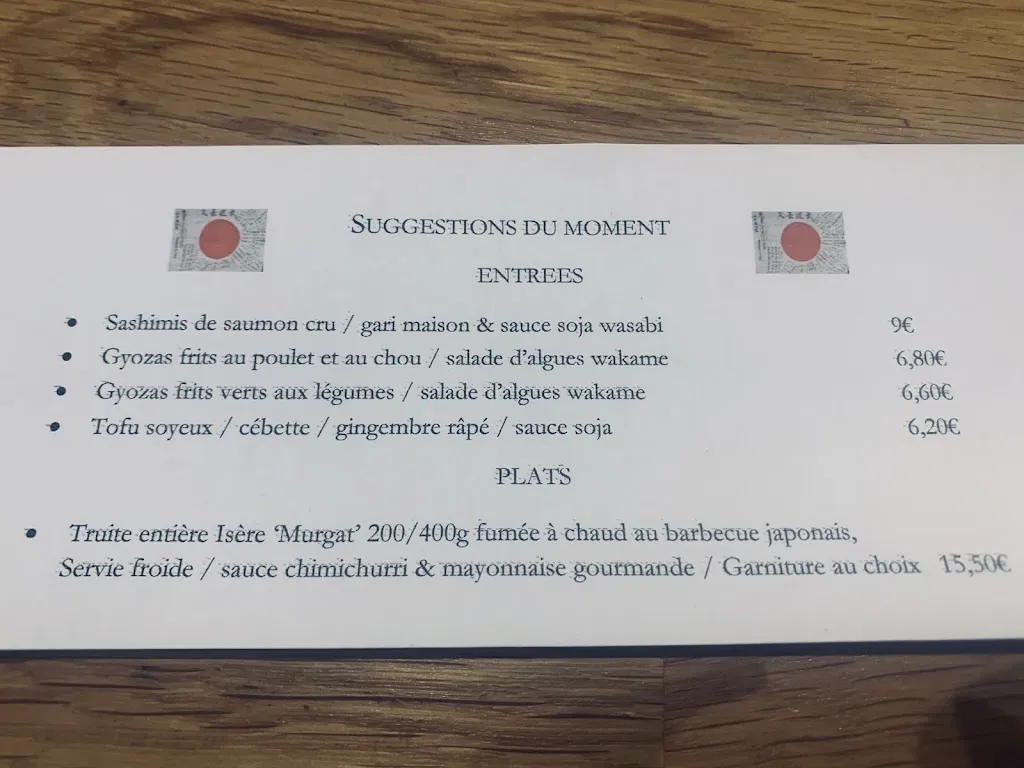 SUGGESTIONS DU MOMENT
ENTREES
• Sashimis de saumon cru / gari maison & sauce soja wasabi 9€
• Gyozas frits au poulet et au chou / salade d'algues wakame 6,80€
• Gyozas frits verts aux légumes / salade d'algues wakame 6,60€
• Tofu soyeux / cébette / gingembre râpé / sauce soja 6,20€
PLATS
• Truite entière Isère ‘Murgat’ 200/400g fumée à chaud au barbecue japonais,
Servie froide / sauce chimichurri & mayonnaise gourmande / Garniture au choix 15,50€